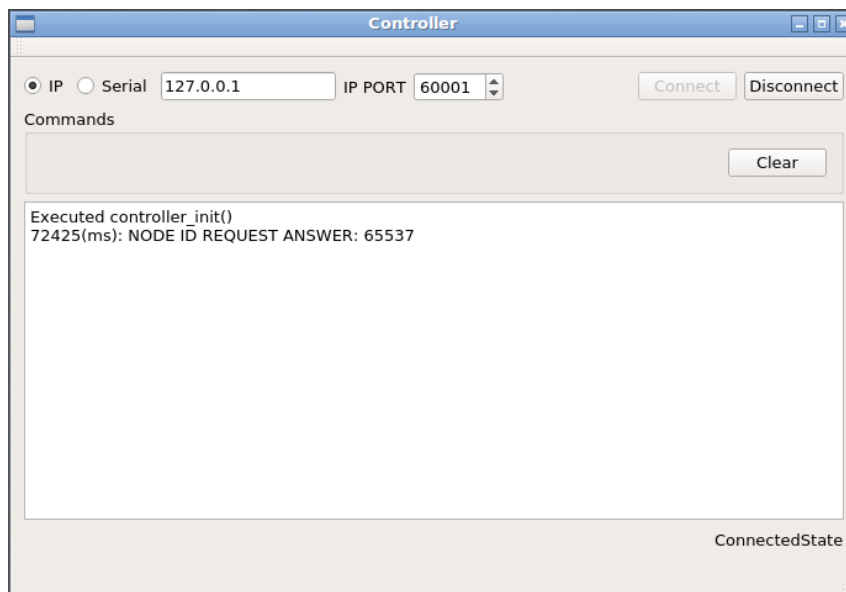 Controller
IP Serial 127.0.0.1 IP PORT 60001 Connect Disconnect
Commands
Clear
Executed controller_init()
72425(ms): NODE ID REQUEST ANSWER: 65537
ConnectedState